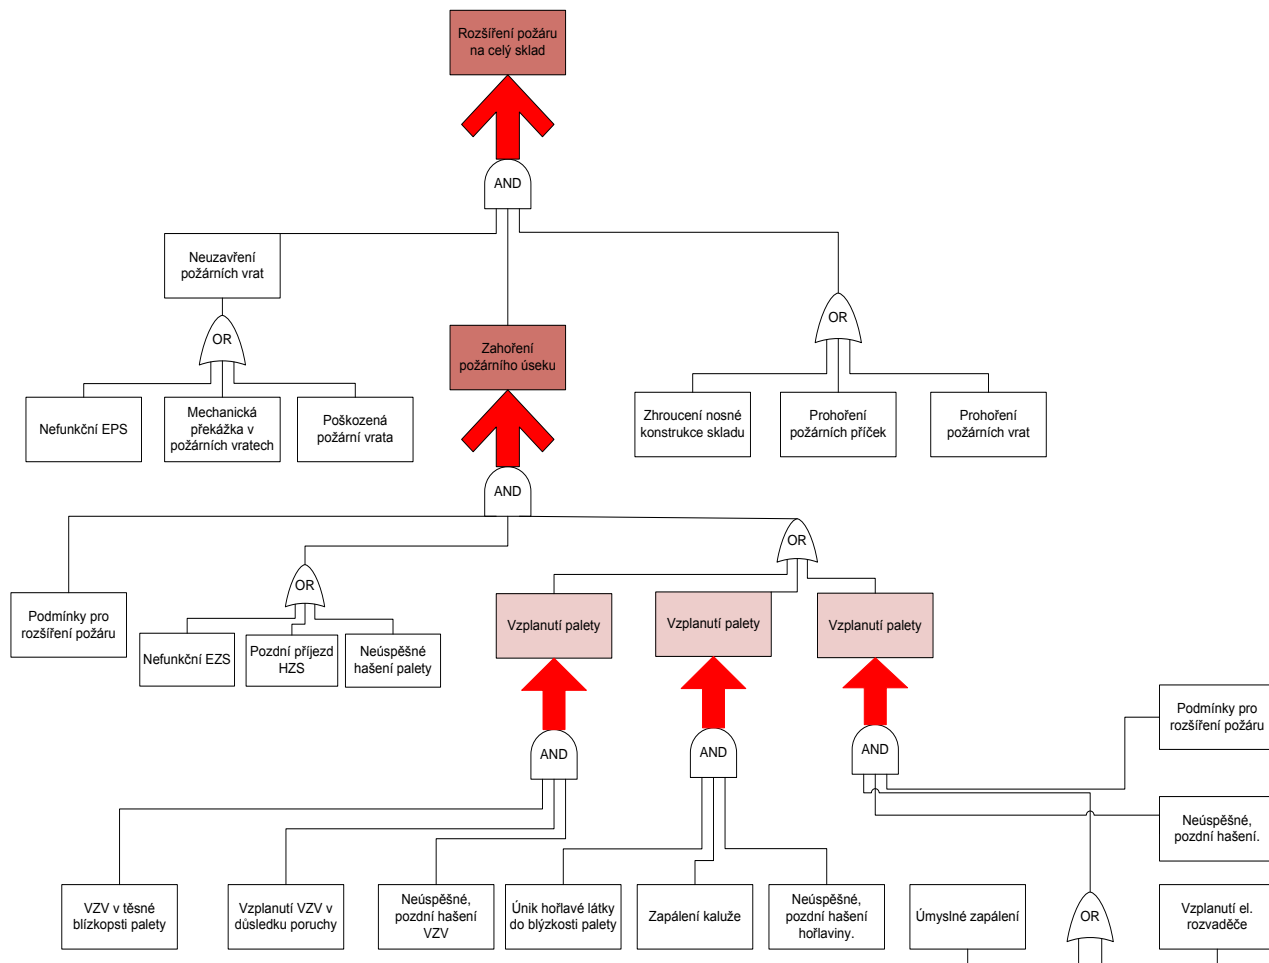 Rozšíření požáru
na celý sklad
AND
Neuzavření
požárních vrat
OR
OR
Zahoření
požárního úseku
Nefunkční EPS
Mechanická
překážka v
požárních vratech
Poškozená
požární vrata
Zhroucení nosné
konstrukce skladu
Prohoření
požárních příček
Prohoření
požárních vrat
AND
OR
OR
Podmínky pro
rozšíření požáru
Nefunkční EZS
Pozdní příjezd
HZS
Neúspěšné
hašení palety
Vzplanutí palety
Vzplanutí palety
Vzplanutí palety
AND
AND
AND
Podmínky pro
rozšíření požáru
Neúspěšné,
pozdní hašení.
VZV v těsné
blízkopsti palety
Vzplanutí VZV v
důsledku poruchy
Neúspěšné,
pozdní hašení
VZV
Únik hořlavé látky
do blýzkosti palety
Zapálení kaluže
Neúspěšné,
pozdní hašení
hořlaviny.
Úmyslné zapálení
OR
Vzplanutí el.
rozvaděče